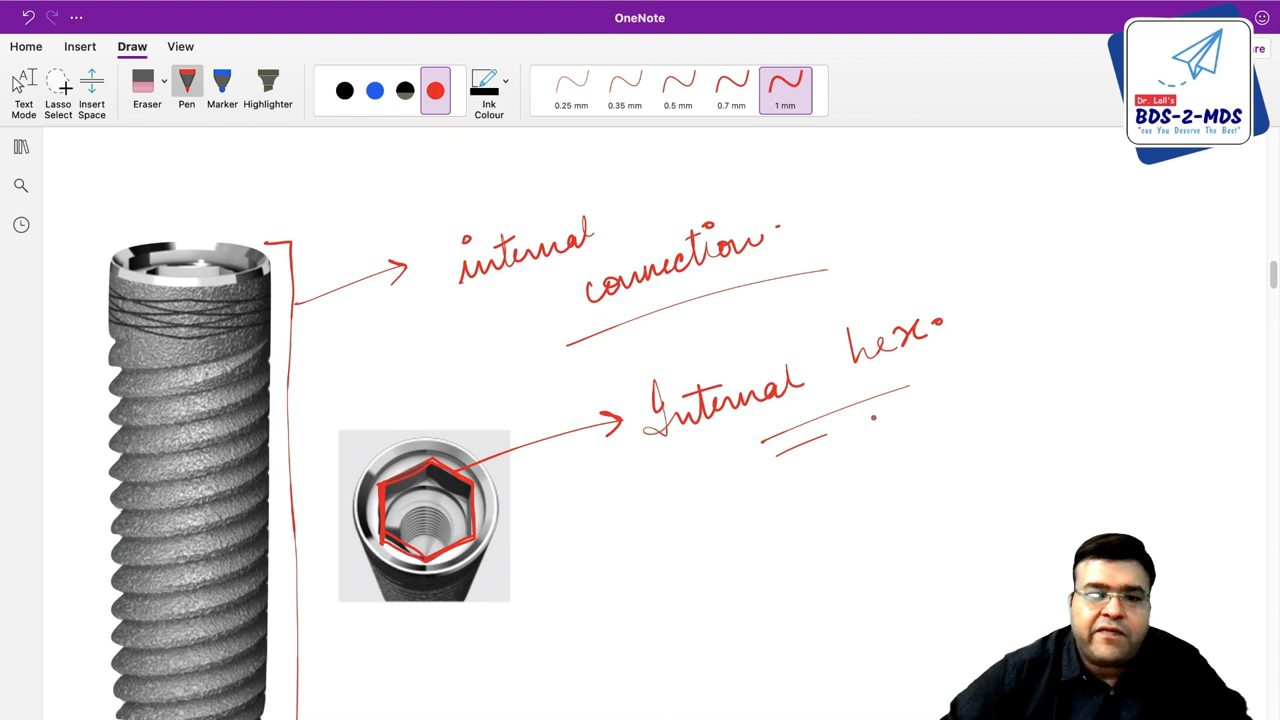 OneNote
Home Insert Draw View
Text Mode
Lasso Select
Insert Space
Eraser
Pen
Marker
Highlighter
Ink Colour
0.25 mm
0.35 mm
0.5 mm
0.7 mm
1 mm
are
Dr. Lall's
BDS-2-MDS
"cos You Deserve The Best"
internal
connection.
Internal hex.